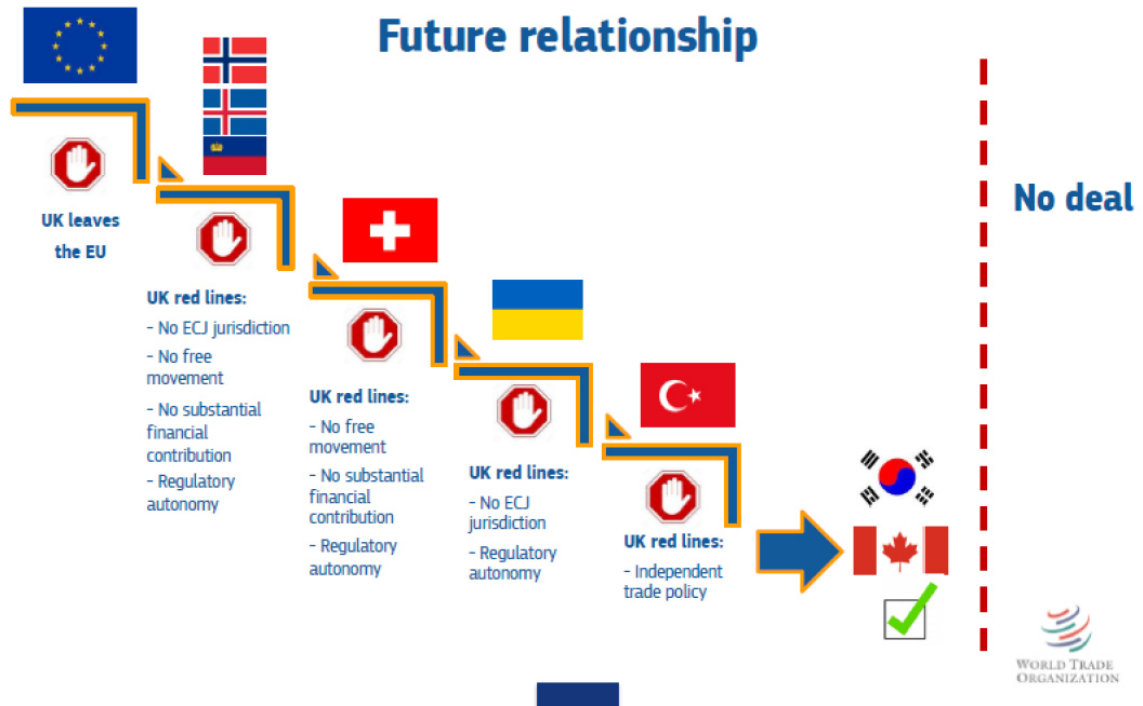 Future relationship
No deal
UK leaves
the EU
UK red lines:
- No ECJ jurisdiction
- No free
movement
- No substantial
financial
contribution
- Regulatory
autonomy
UK red lines:
- No free
movement
- No substantial
financial
contribution
- Regulatory
autonomy
UK red lines:
- No ECJ
jurisdiction
- Regulatory
autonomy
UK red lines:
- Independent
trade policy
WORLD TRADE
ORGANIZATION